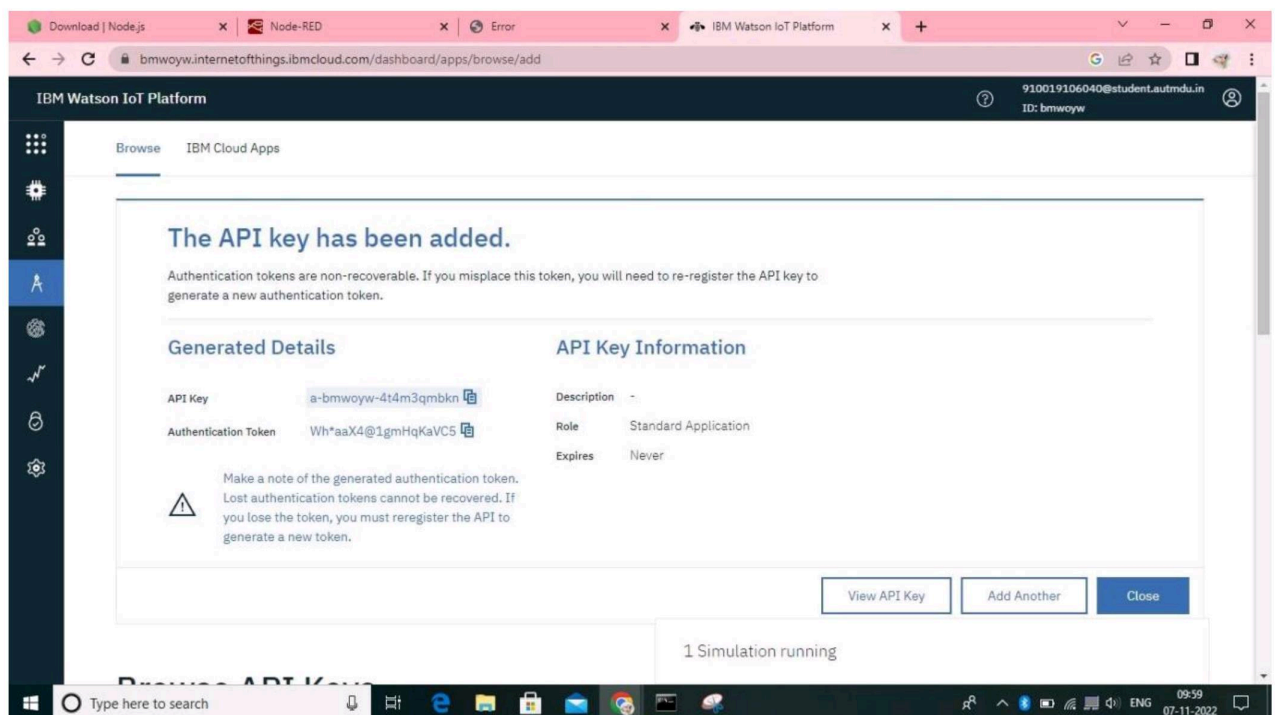 Download | Node.js
Node-RED
Error
IBM Watson IoT Platform
bmwoyw.internetofthings.ibmcloud.com/dashboard/apps/browse/add
IBM Watson IoT Platform
910019106040@student.autmdu.in
ID: bmwoyw
Browse IBM Cloud Apps
The API key has been added.
Authentication tokens are non-recoverable. If you misplace this token, you will need to re-register the API key to
generate a new authentication token.
Generated Details
API Key a-bmwoyw-4t4m3qmbkn
Authentication Token Wh*aaX4@1gmHqKaVC5
Make a note of the generated authentication token.
Lost authentication tokens cannot be recovered. If
you lose the token, you must reregister the API to
generate a new token.
API Key Information
Description -
Role Standard Application
Expires Never
View API Key Add Another Close
1 Simulation running
Browse API Keys
Type here to search
ENG
09:59
07-11-2022